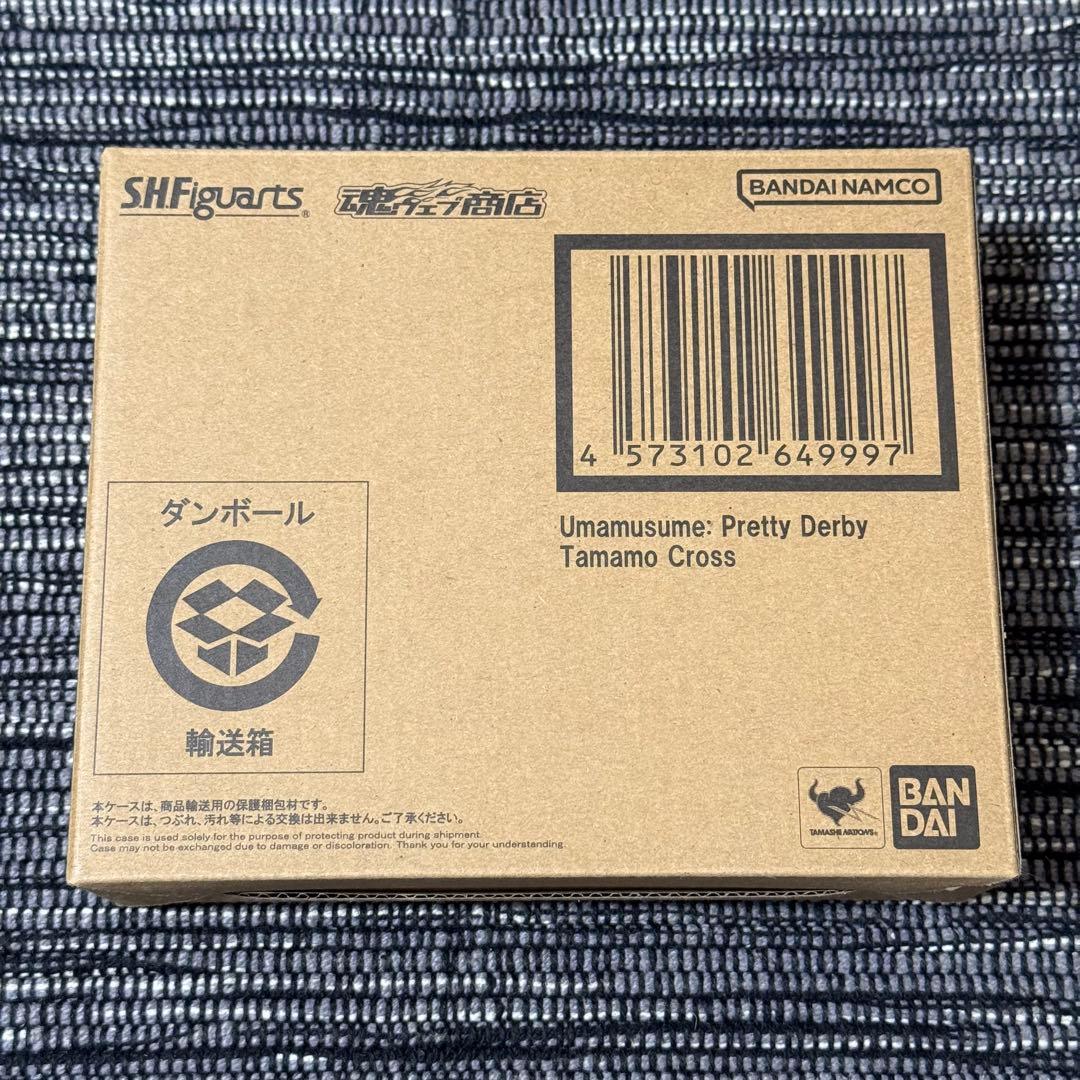 S.H.Figuarts®
魂ウェブ商店
BANDAI NAMCO
4 573102 649997
Umamusume: Pretty Derby
Tamamo Cross
ダンボール
輸送箱
本ケースは、商品輸送用の保護梱包材です。
本ケースは、つぶれ、汚れ等による交換は出来ません。ご了承ください。
This case is used solely for the purpose of protecting product during shipment.
Case may not be exchanged due to damage or discoloration. Thank you for your understanding.
TAMASHII NATIONS®
BAN
DAI